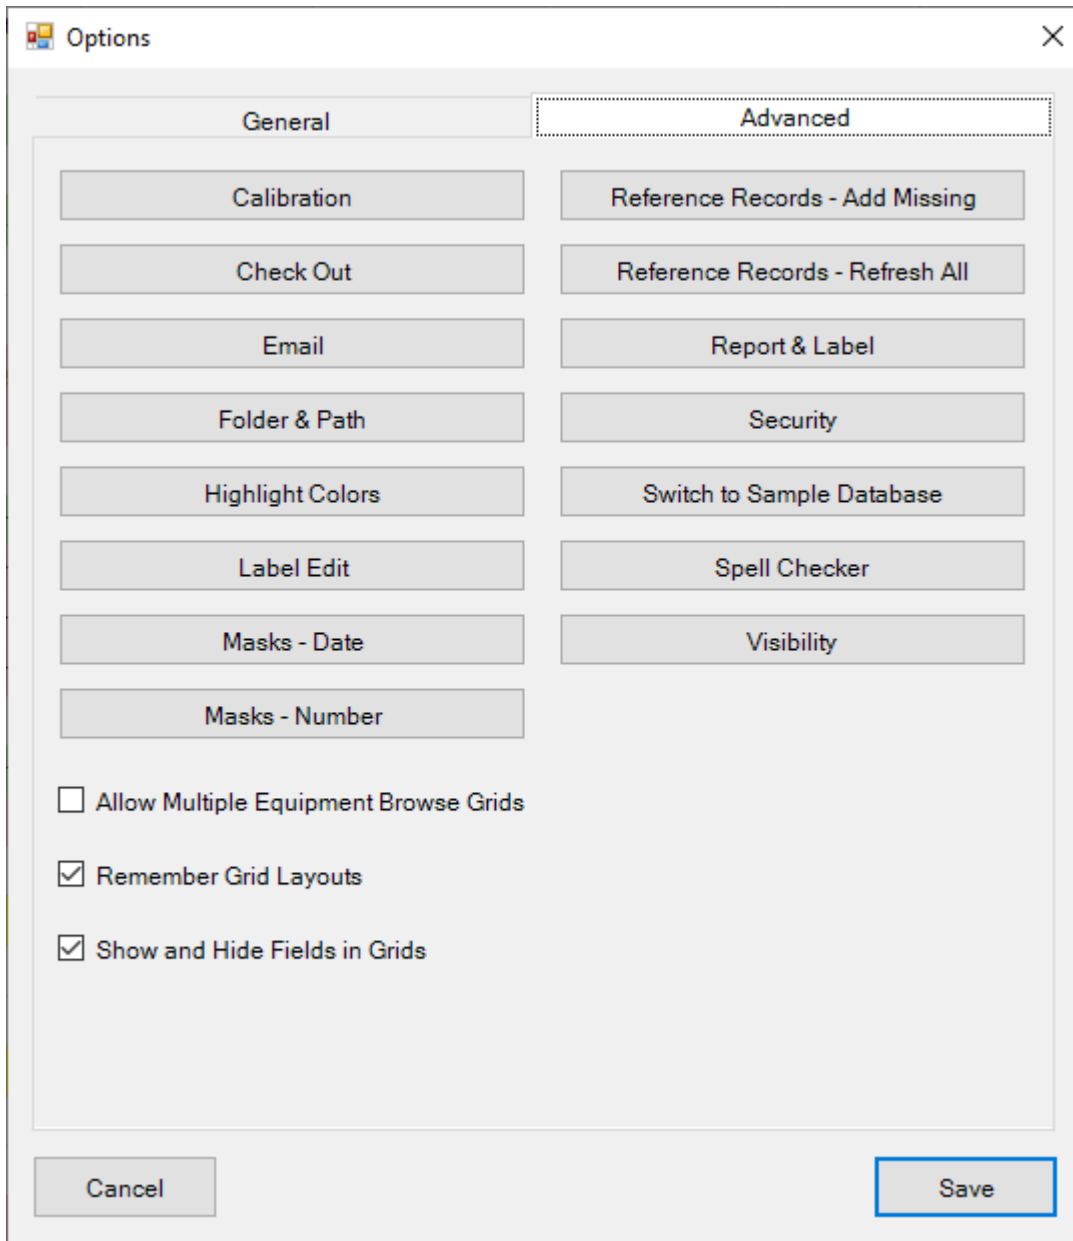 Options
General
Advanced
Calibration
Reference Records - Add Missing
Check Out
Reference Records - Refresh All
Email
Report & Label
Folder & Path
Security
Highlight Colors
Switch to Sample Database
Label Edit
Spell Checker
Masks - Date
Visibility
Masks - Number
Allow Multiple Equipment Browse Grids
Remember Grid Layouts
Show and Hide Fields in Grids
Cancel
Save